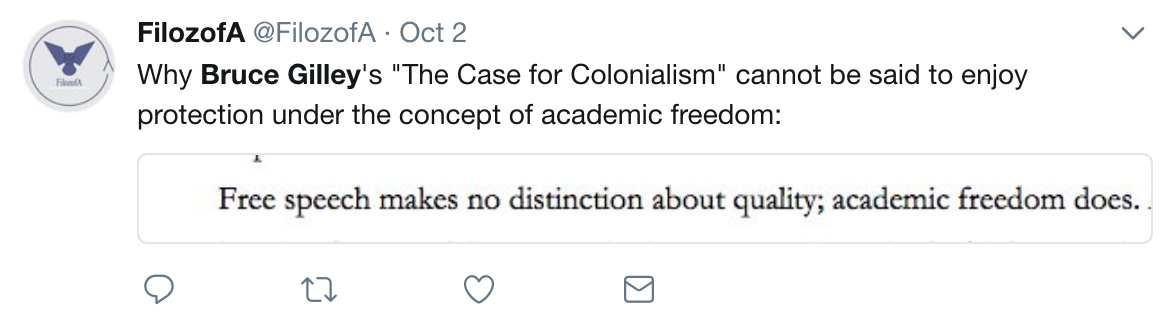 FilozofA @FilozofA · Oct 2
Why Bruce Gilley's "The Case for Colonialism" cannot be said to enjoy
protection under the concept of academic freedom:
Free speech makes no distinction about quality; academic freedom does.
FilozofA